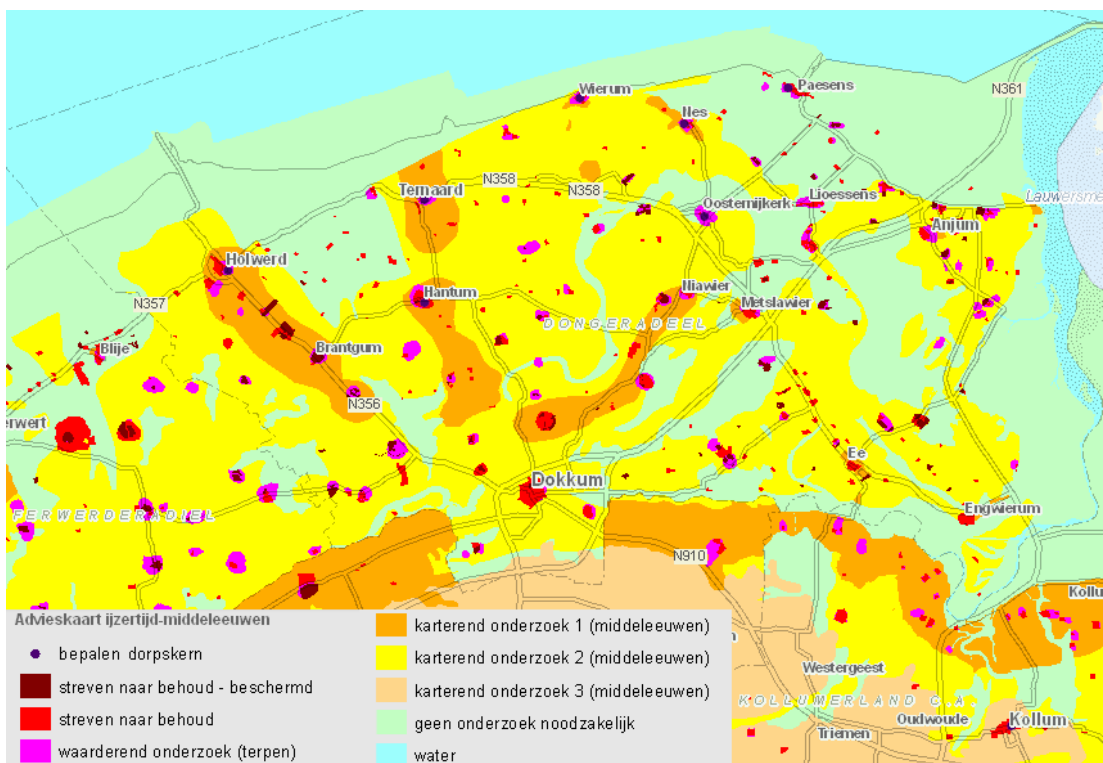 Wierum
Paesens
N361
Nes
Ternaard
N358
N358
Lioessens
Lauwersme
Oosternijkerk
Anjum
Holwerd
N357
Hantum
Niawier
Metslawier
DONGERADEEL
Blije
Brantgum
N356
erwert
Ee
Dokkum
FERWERDERADIEL
Engwierum
N910
Kollu
Advieskaart ijzertijd-middeleeuwen
bepalen dorpskern
streven naar behoud - beschermd
streven naar behoud
waarderend onderzoek (terpen)
karterend onderzoek 1 (middeleeuwen)
karterend onderzoek 2 (middeleeuwen)
karterend onderzoek 3 (middeleeuwen)
geen onderzoek noodzakelijk
water
n
Westergeest
KOLLUMERLAND C.A.
Oudwoude
Kollum
Triemen